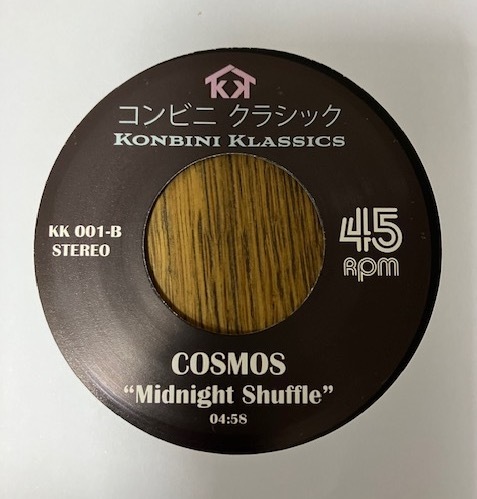 KK
コンビニ クラシック
KONBINI KLASSICS
KK 001-B
STEREO
45
RPM
COSMOS
“Midnight Shuffle”
04:58